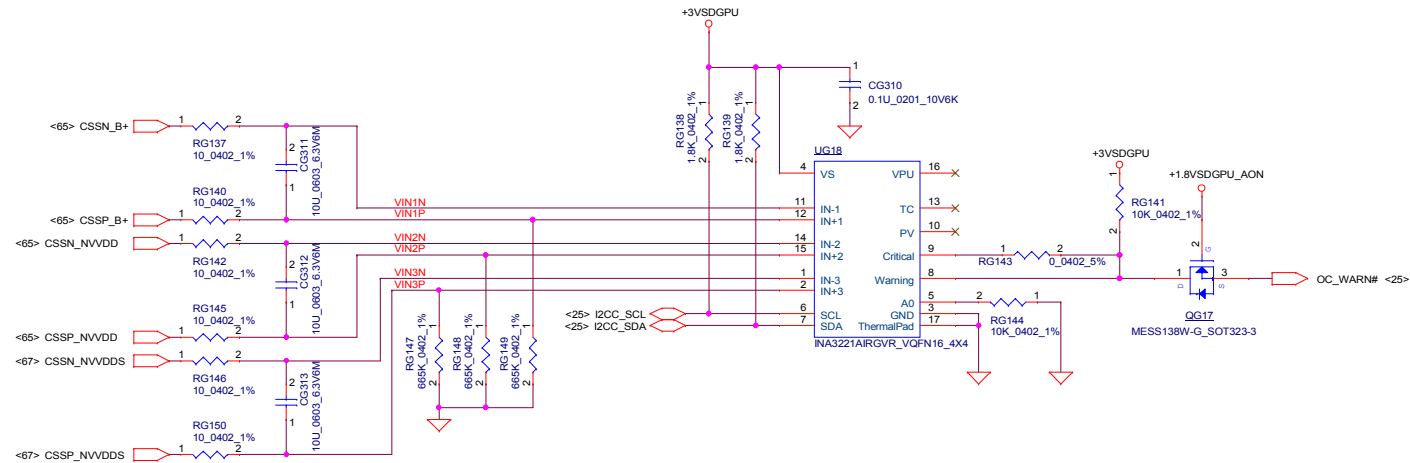 +3VSDGPU
1
CG310
0.1U_0201_10V6K
2
1
RG138
1.8K_0402_1%
2
1
RG139
1.8K_0402_1%
2
<65> CSSN_B+
1
2
RG137
10_0402_1%
2
CG311
10U_0603_6.3V6M
1
RG140
10_0402_1%
<65> CSSP_B+
1
2
<65> CSSN_NVVDD
1
2
RG142
10_0402_1%
2
CG312
10U_0603_6.3V6M
1
RG145
10_0402_1%
<65> CSSP_NVVDD
1
2
<67> CSSN_NVVDDS
1
2
RG146
10_0402_1%
2
CG313
10U_0603_6.3V6M
1
RG150
10_0402_1%
<67> CSSP_NVVDDS
1
2
VIN1N
VIN1P
VIN2N
VIN2P
VIN3N
VIN3P
<25> I2CC_SCL
<25> I2CC_SDA
1
RG147
665K_0402_1%
2
1
RG148
665K_0402_1%
2
1
RG149
665K_0402_1%
2
UG18
4 VS VPU 16
TC 13
11 IN-1
12 IN+1
PV 10
14 IN-2
15 IN+2 Critical 9
1 IN-3 Warning 8
2 IN+3
A0 5
6 SCL GND 3
7 SDA ThermalPad 17
INA3221AIRGVR_VQFN16_4X4
+3VSDGPU
1
RG141
10K_0402_1%
2
1
2
RG143
0_0402_5%
2
1
RG144
10K_0402_1%
+1.8VSDGPU_AON
2
G
1
D
S
3
QG17
MESS138W-G_SOT323-3
OC_WARN# <25>